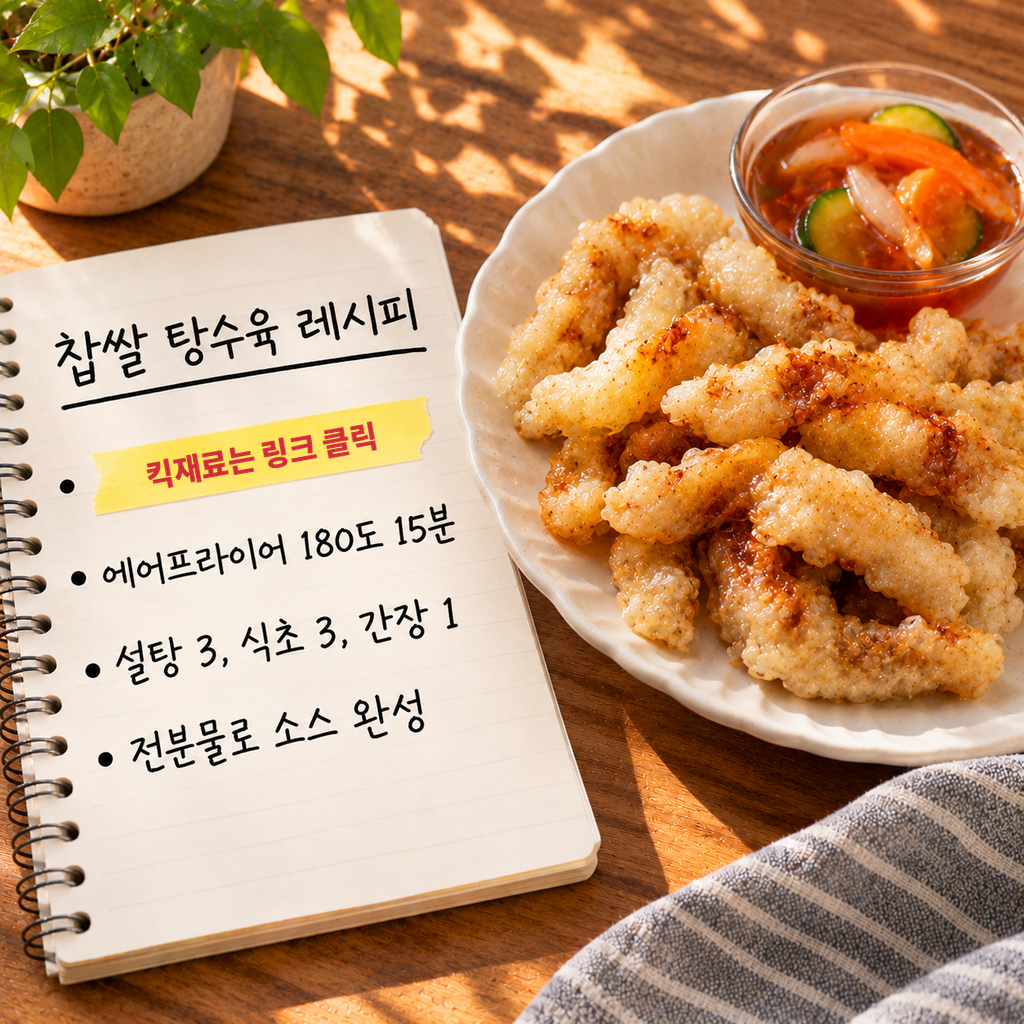 찹쌀 탕수육 레시피
• 킥재료는 링크 클릭
• 에어프라이어 180도 15분
• 설탕 3, 식초 3, 간장 1
• 전분물로 소스 완성